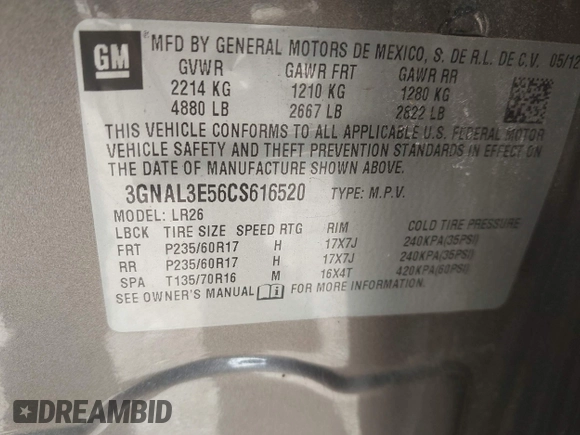 GM
MFD BY GENERAL MOTORS DE MEXICO, S. DE R.L. DE C.V. 05/12
GVWR GAWR FRT GAWR RR
2214 KG 1210 KG 1280 KG
4880 LB 2667 LB 2822 LB
THIS VEHICLE CONFORMS TO ALL APPLICABLE U.S. FEDERAL MOTOR
VEHICLE SAFETY AND THEFT PREVENTION STANDARDS IN EFFECT ON
THE DATE OF MANUFACTURE SHOWN ABOVE.
3GNAL3E56CS616520 TYPE: M.P.V.
MODEL: LR26
LBCK TIRE SIZE SPEED RTG RIM COLD TIRE PRESSURE
FRT P235/60R17 H 17X7J 240KPA(35PSI)
RR P235/60R17 H 17X7J 240KPA(35PSI)
SPA T135/70R16 M 16X4T 420KPA(60PSI)
SEE OWNER'S MANUAL FOR MORE INFORMATION
DREAMBID